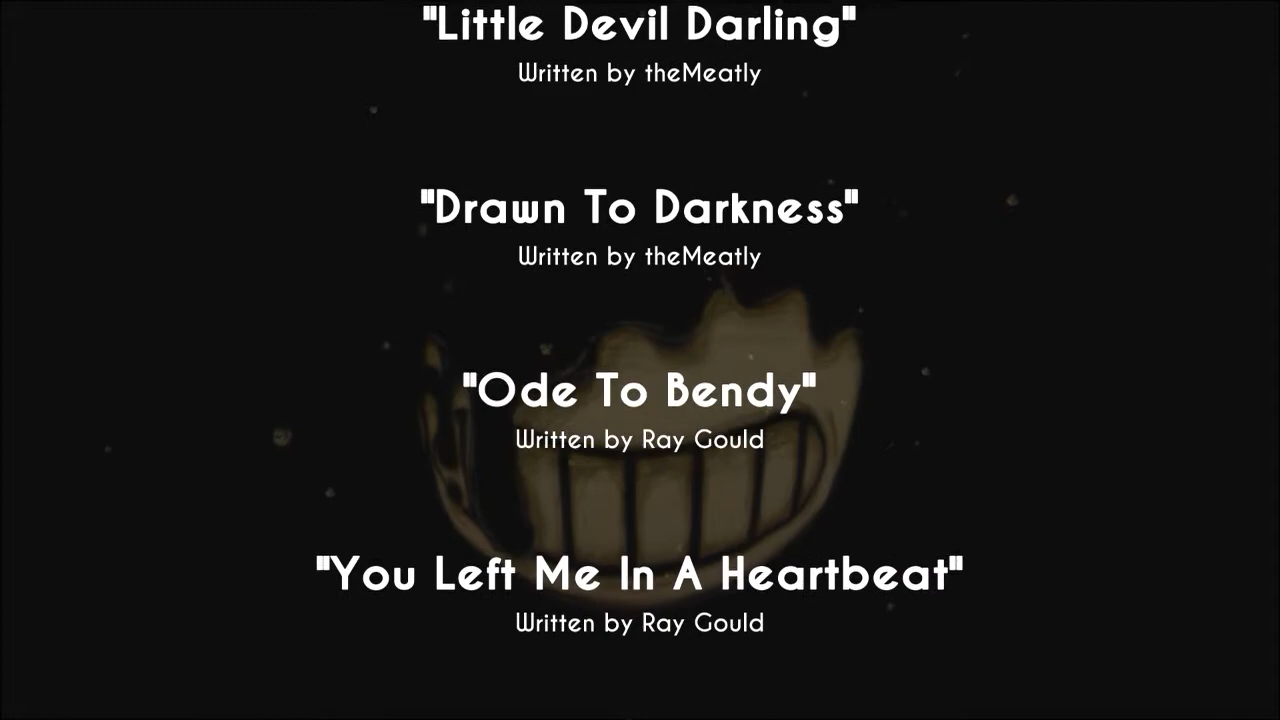 "Little Devil Darling"
Written by theMeatly
"Drawn To Darkness"
Written by theMeatly
"Ode To Bendy"
Written by Ray Gould
"You Left Me In A Heartbeat"
Written by Ray Gould